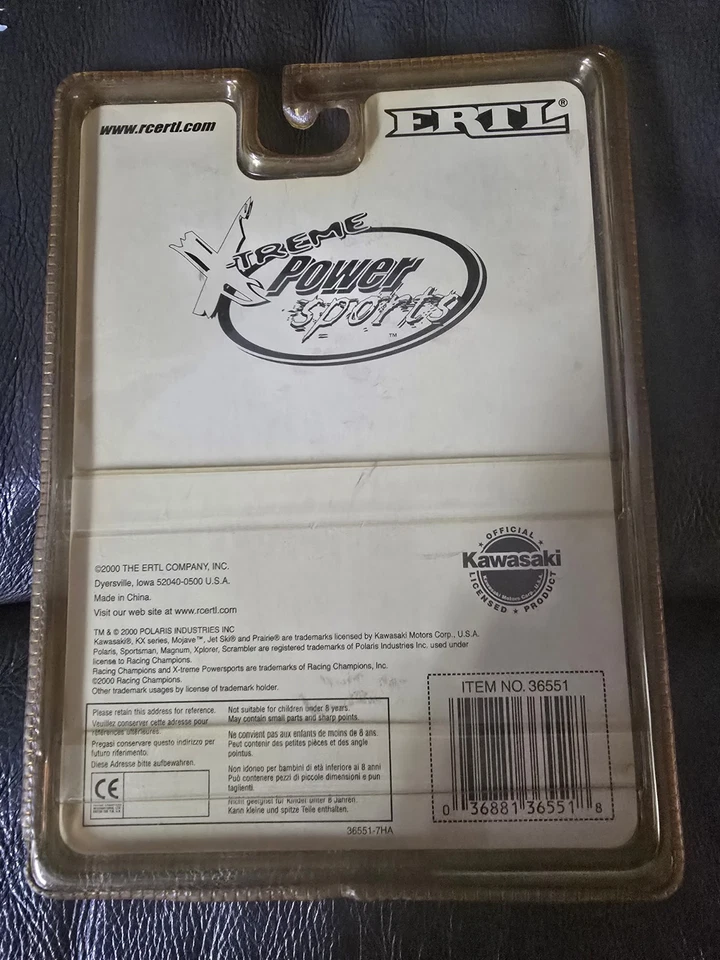 www.rcertl.com
ERTL®
X-TREME
Power
sports
™
©2000 THE ERTL COMPANY, INC.
Dyersville, Iowa 52040-0500 U.S.A.
Made in China.
Visit our web site at www.rcertl.com
OFFICIAL
Kawasaki
Kawasaki Motors Corp., U.S.A.
LICENSED ★ PRODUCT
TM & © 2000 POLARIS INDUSTRIES INC
Kawasaki®, KX series, Mojave™, Jet Ski® and Prairie® are trademarks licensed by Kawasaki Motors Corp., U.S.A.
Polaris, Sportsman, Magnum, Xplorer, Scrambler are registered trademarks of Polaris Industries Inc. used under
license to Racing Champions.
Racing Champions and X-treme Powersports are trademarks of Racing Champions, Inc.
©2000 Racing Champions.
Other trademark usages by license of trademark holder.
Please retain this address for reference.
Veuillez conserver cette adresse pour
références ultérieures.
Pregasi conservare questo indirizzo per
futuro riferimento.
Diese Adresse bitte aufbewahren.
CE
Not suitable for children under 8 years.
May contain small parts and sharp points.
Ne convient pas aux enfants de moins de 8 ans.
Peut contenir des petites pièces et des angle
pointus.
Non idoneo per bambini di età inferiore ai 8 anni
Può contenere pezzi di piccole dimensioni e pun
taglienti.
Nicht geeignet für Kinder unter 8 Jahren.
Kann kleine und spitze Teile enthalten.
36551-7HA
ITEM NO. 36551
0 36881 36551 8